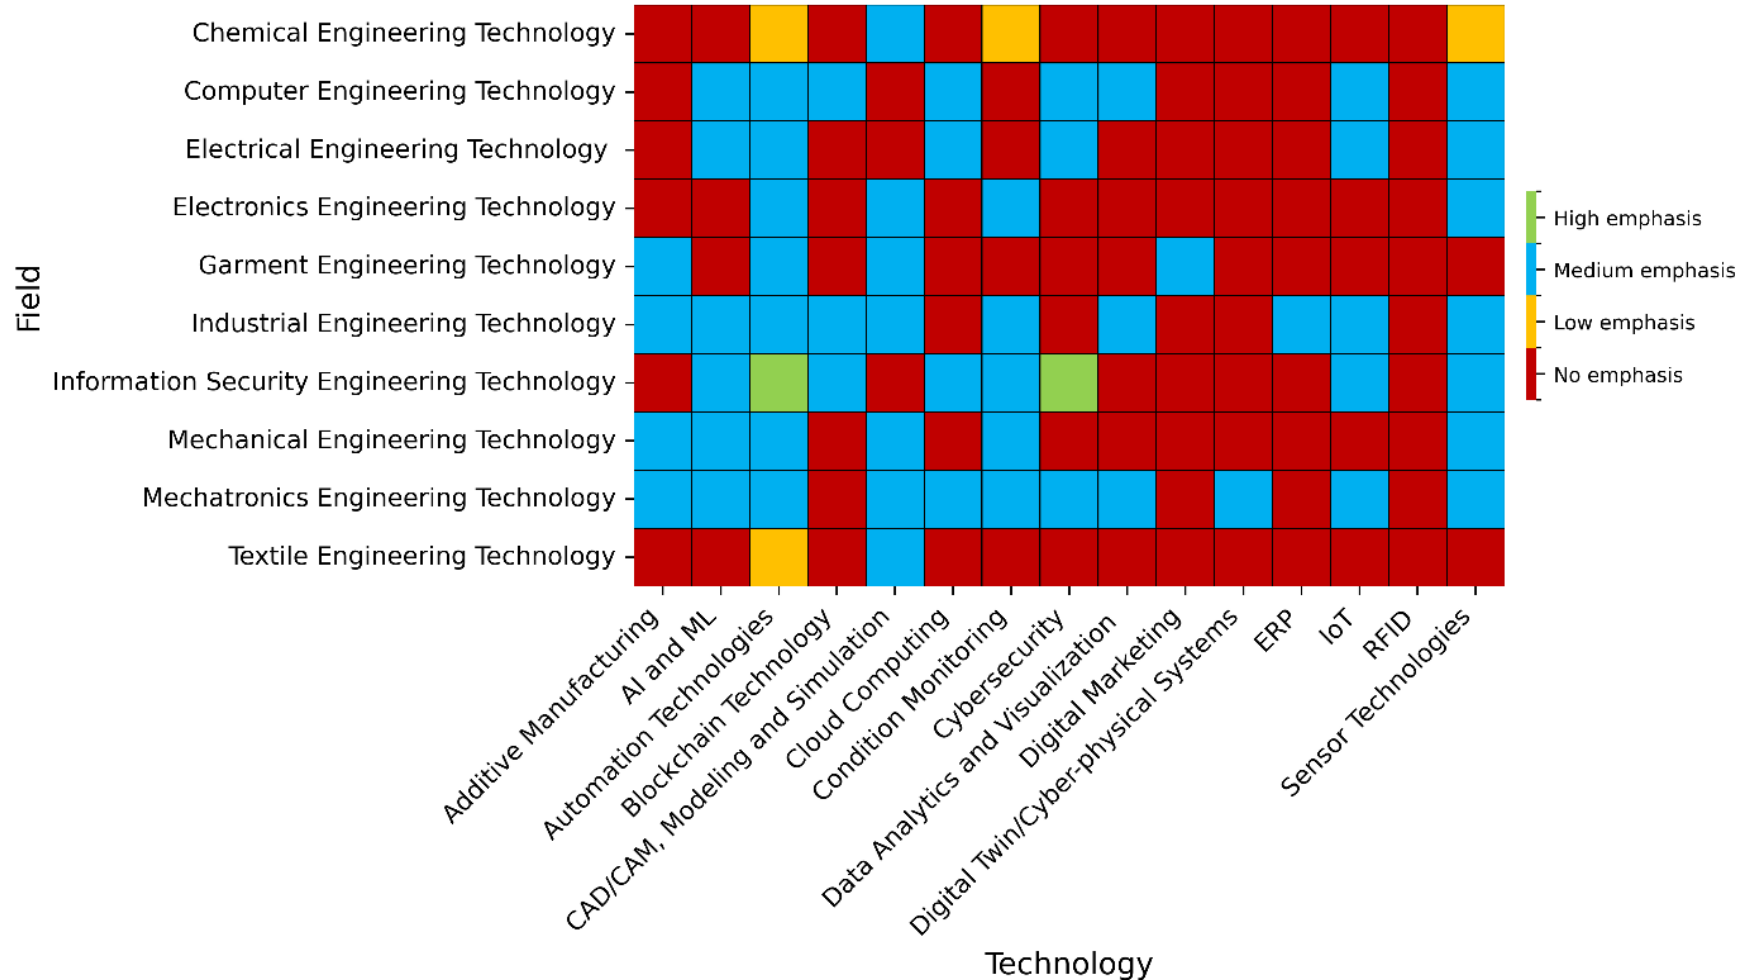 Field
Chemical Engineering Technology
Computer Engineering Technology
Electrical Engineering Technology
Electronics Engineering Technology
Garment Engineering Technology
Industrial Engineering Technology
Information Security Engineering Technology
Mechanical Engineering Technology
Mechatronics Engineering Technology
Textile Engineering Technology
High emphasis
Medium emphasis
Low emphasis
No emphasis
Additive Manufacturing
AI and ML
Automation Technologies
Blockchain Technology
CAD/CAM, Modeling and Simulation
Cloud Computing
Condition Monitoring
Cybersecurity
Data Analytics and Visualization
Digital Marketing
Digital Twin/Cyber-physical Systems
ERP
IoT
RFID
Sensor Technologies
Technology